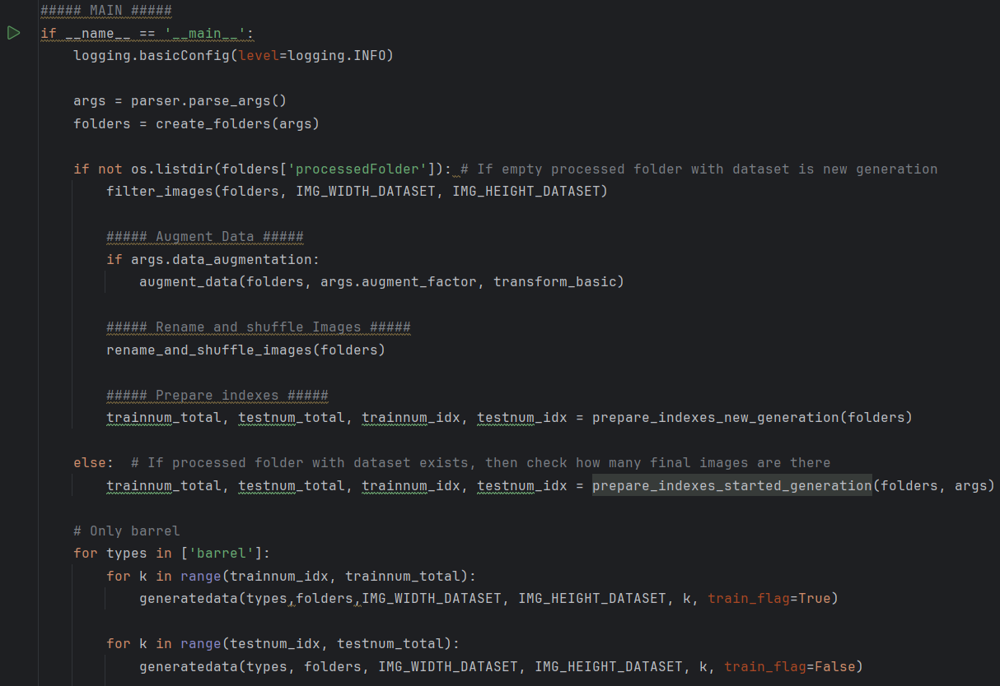 ##### MAIN #####
if __name__ == '__main__':
    logging.basicConfig(level=logging.INFO)

    args = parser.parse_args()
    folders = create_folders(args)

    if not os.listdir(folders['processedFolder']): # If empty processed folder with dataset is new generation
        filter_images(folders, IMG_WIDTH_DATASET, IMG_HEIGHT_DATASET)

        ##### Augment Data #####
        if args.data_augmentation:
            augment_data(folders, args.augment_factor, transform_basic)

        ##### Rename and shuffle Images #####
        rename_and_shuffle_images(folders)

        ##### Prepare indexes #####
        trainnum_total, testnum_total, trainnum_idx, testnum_idx = prepare_indexes_new_generation(folders)

    else:  # If processed folder with dataset exists, then check how many final images are there
        trainnum_total, testnum_total, trainnum_idx, testnum_idx = prepare_indexes_started_generation(folders, args)

    # Only barrel
    for types in ['barrel']:
        for k in range(trainnum_idx, trainnum_total):
            generatedata(types,folders,IMG_WIDTH_DATASET, IMG_HEIGHT_DATASET, k, train_flag=True)

        for k in range(testnum_idx, testnum_total):
            generatedata(types, folders, IMG_WIDTH_DATASET, IMG_HEIGHT_DATASET, k, train_flag=False)